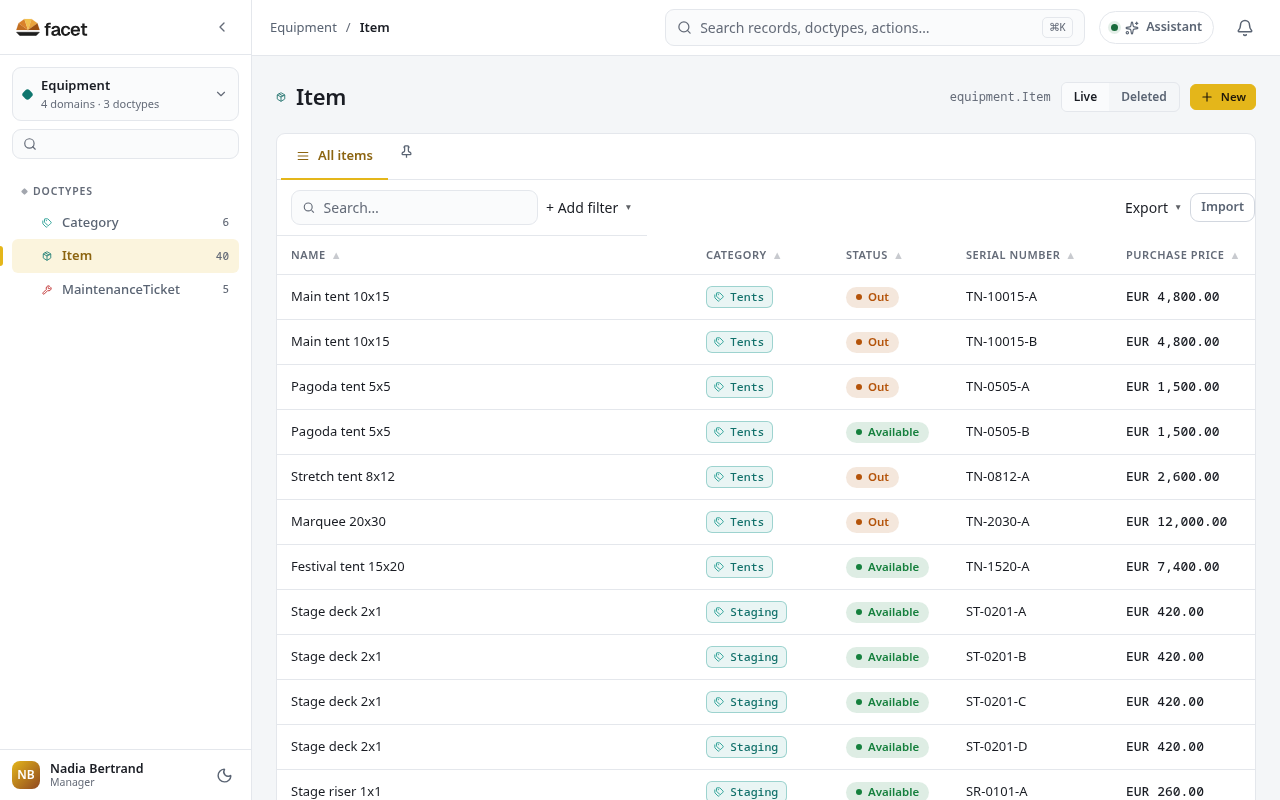 facet
Equipment / Item
Search records, doctypes, actions...
⌘K
Assistant
Equipment
4 domains · 3 doctypes
DOCTYPES
Category 6
Item 40
MaintenanceTicket 5
Item
equipment.Item
Live
Deleted
+ New
All items
Search...
+ Add filter ▾
Export ▾
Import
NAME ▲ CATEGORY ▲ STATUS ▲ SERIAL NUMBER ▲ PURCHASE PRICE ▲
Main tent 10x15 Tents Out TN-10015-A EUR 4,800.00
Main tent 10x15 Tents Out TN-10015-B EUR 4,800.00
Pagoda tent 5x5 Tents Out TN-0505-A EUR 1,500.00
Pagoda tent 5x5 Tents Available TN-0505-B EUR 1,500.00
Stretch tent 8x12 Tents Out TN-0812-A EUR 2,600.00
Marquee 20x30 Tents Out TN-2030-A EUR 12,000.00
Festival tent 15x20 Tents Available TN-1520-A EUR 7,400.00
Stage deck 2x1 Staging Available ST-0201-A EUR 420.00
Stage deck 2x1 Staging Available ST-0201-B EUR 420.00
Stage deck 2x1 Staging Available ST-0201-C EUR 420.00
Stage deck 2x1 Staging Available ST-0201-D EUR 420.00
Stage riser 1x1 Staging Available SR-0101-A EUR 260.00
NB
Nadia Bertrand
Manager